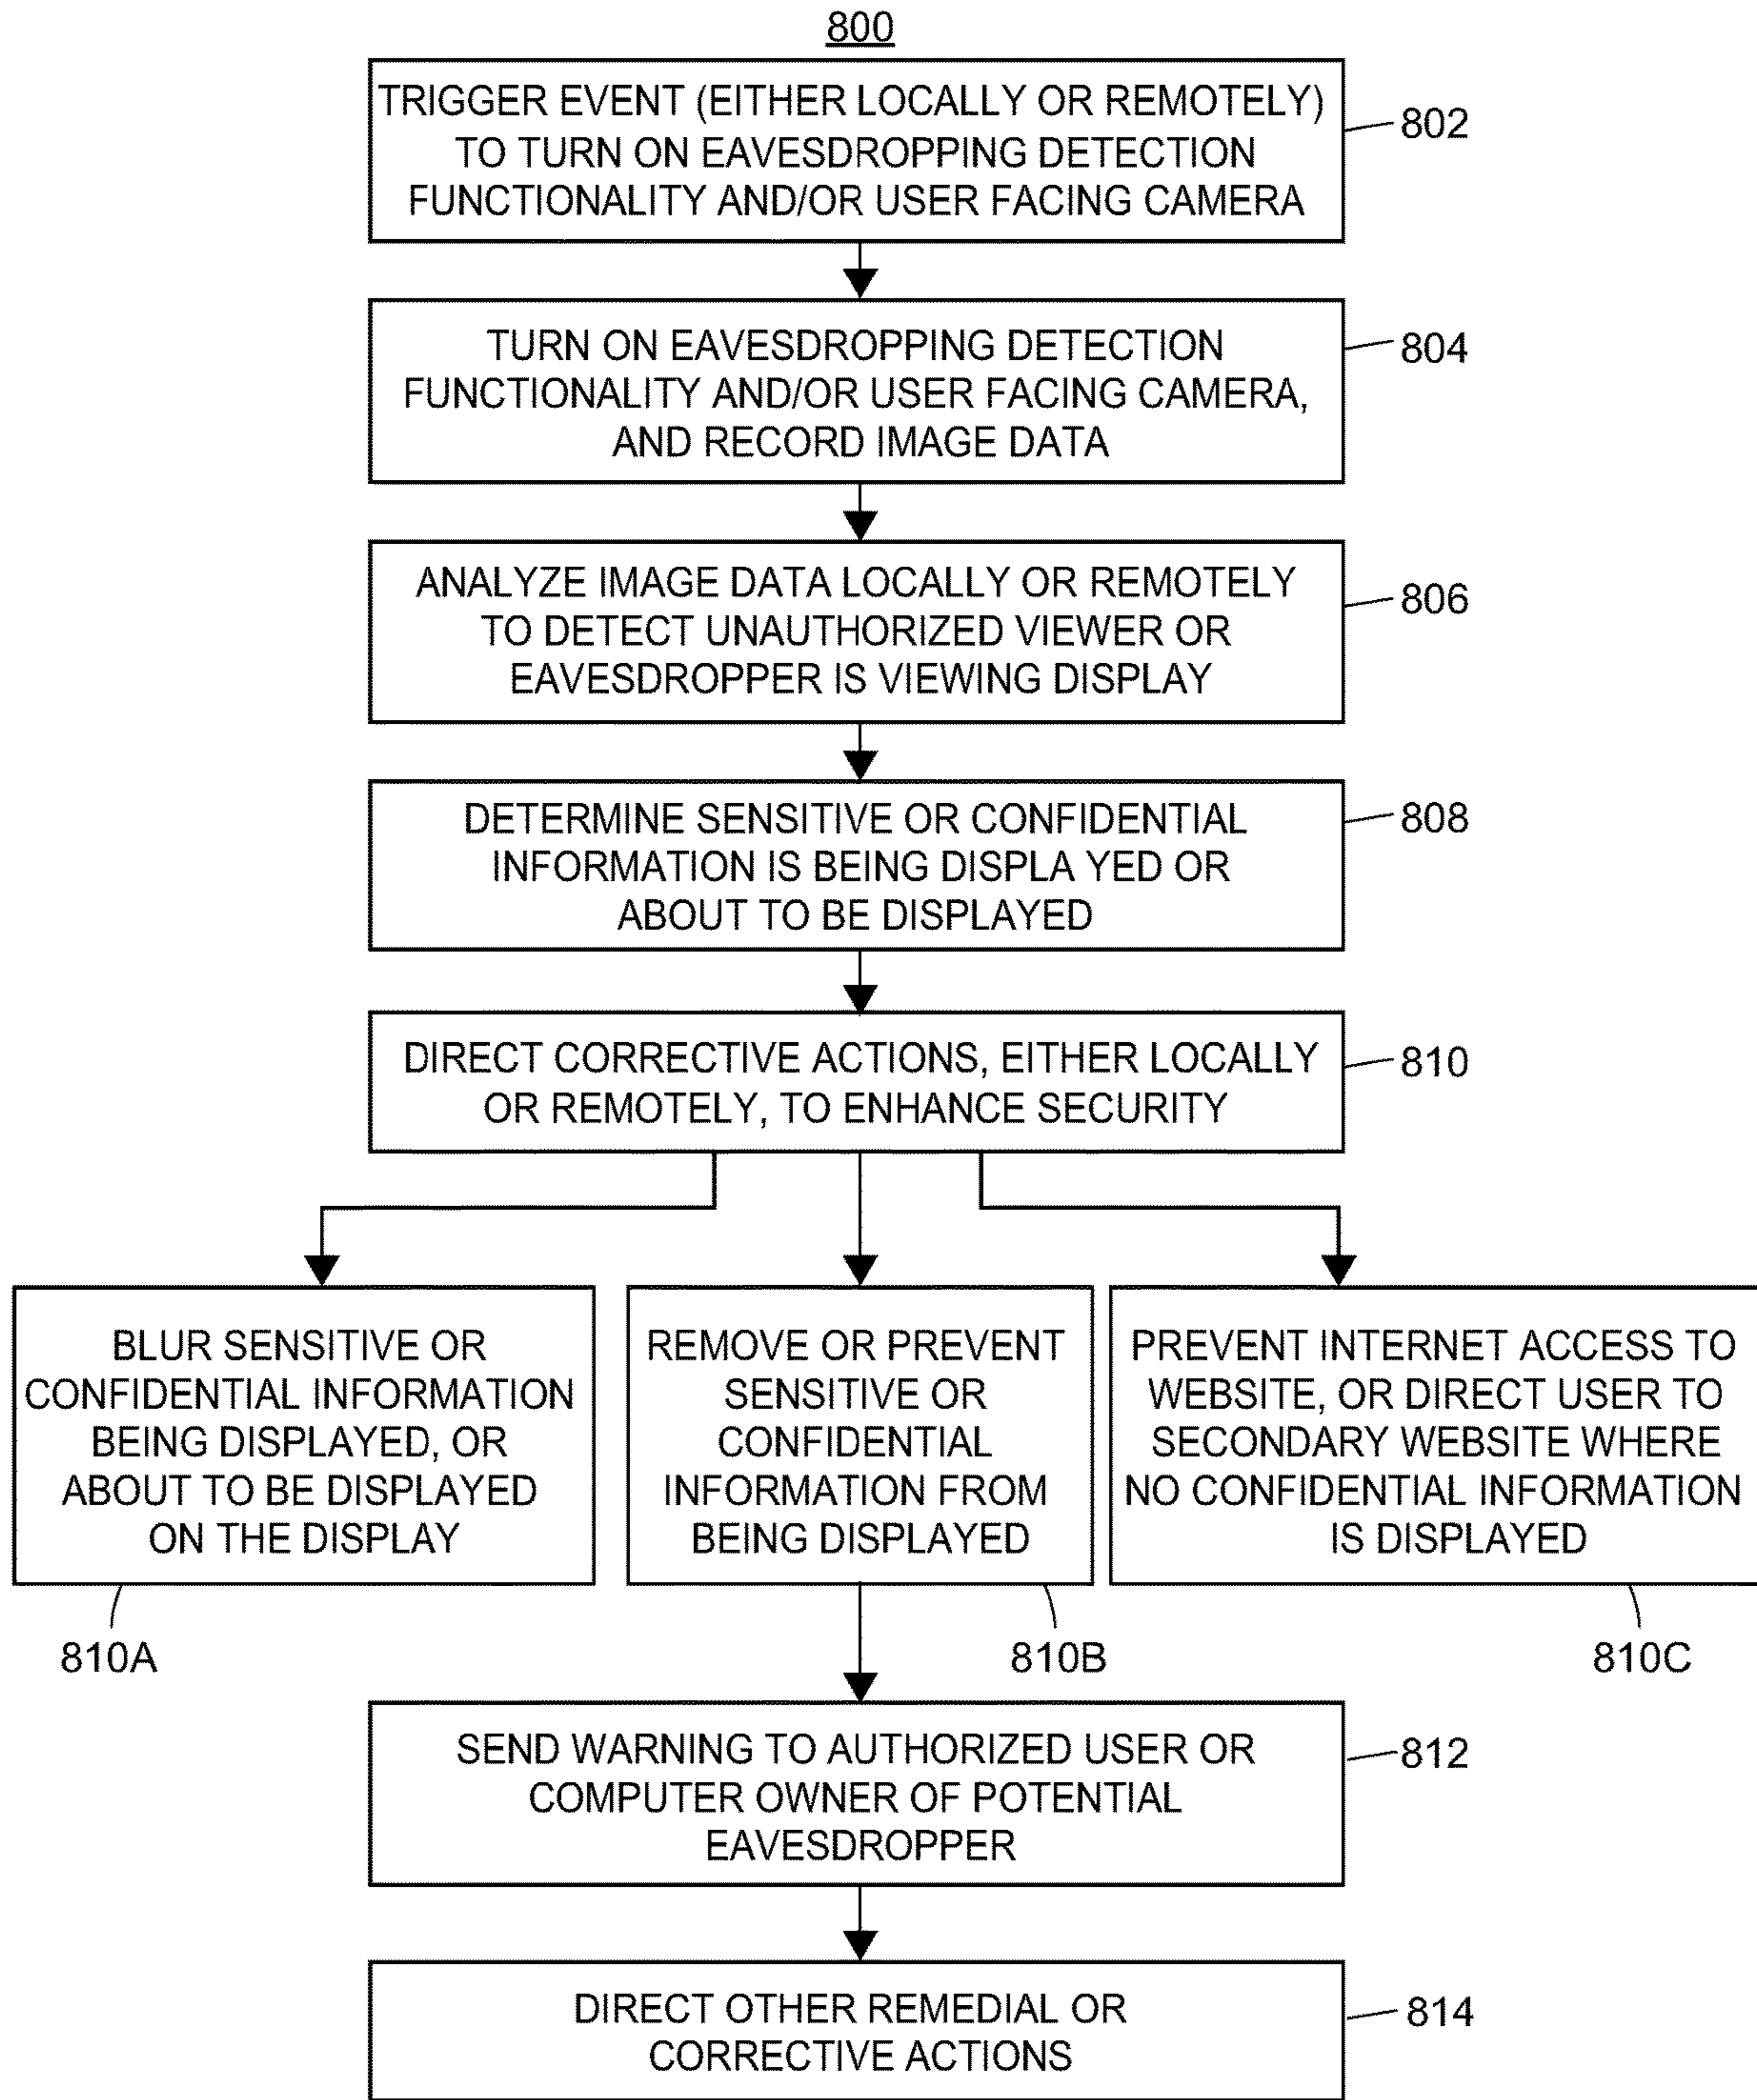 800
TRIGGER EVENT (EITHER LOCALLY OR REMOTELY)
TO TURN ON EAVESDROPPING DETECTION
FUNCTIONALITY AND/OR USER FACING CAMERA
802
TURN ON EAVESDROPPING DETECTION
FUNCTIONALITY AND/OR USER FACING CAMERA,
AND RECORD IMAGE DATA
804
ANALYZE IMAGE DATA LOCALLY OR REMOTELY
TO DETECT UNAUTHORIZED VIEWER OR
EAVESDROPPER IS VIEWING DISPLAY
806
DETERMINE SENSITIVE OR CONFIDENTIAL
INFORMATION IS BEING DISPLA YED OR
ABOUT TO BE DISPLAYED
808
DIRECT CORRECTIVE ACTIONS, EITHER LOCALLY
OR REMOTELY, TO ENHANCE SECURITY
810
BLUR SENSITIVE OR
CONFIDENTIAL INFORMATION
BEING DISPLAYED, OR
ABOUT TO BE DISPLAYED
ON THE DISPLAY
810A
REMOVE OR PREVENT
SENSITIVE OR
CONFIDENTIAL
INFORMATION FROM
BEING DISPLAYED
810B
PREVENT INTERNET ACCESS TO
WEBSITE, OR DIRECT USER TO
SECONDARY WEBSITE WHERE
NO CONFIDENTIAL INFORMATION
IS DISPLAYED
810C
SEND WARNING TO AUTHORIZED USER OR
COMPUTER OWNER OF POTENTIAL
EAVESDROPPER
812
DIRECT OTHER REMEDIAL OR
CORRECTIVE ACTIONS
814